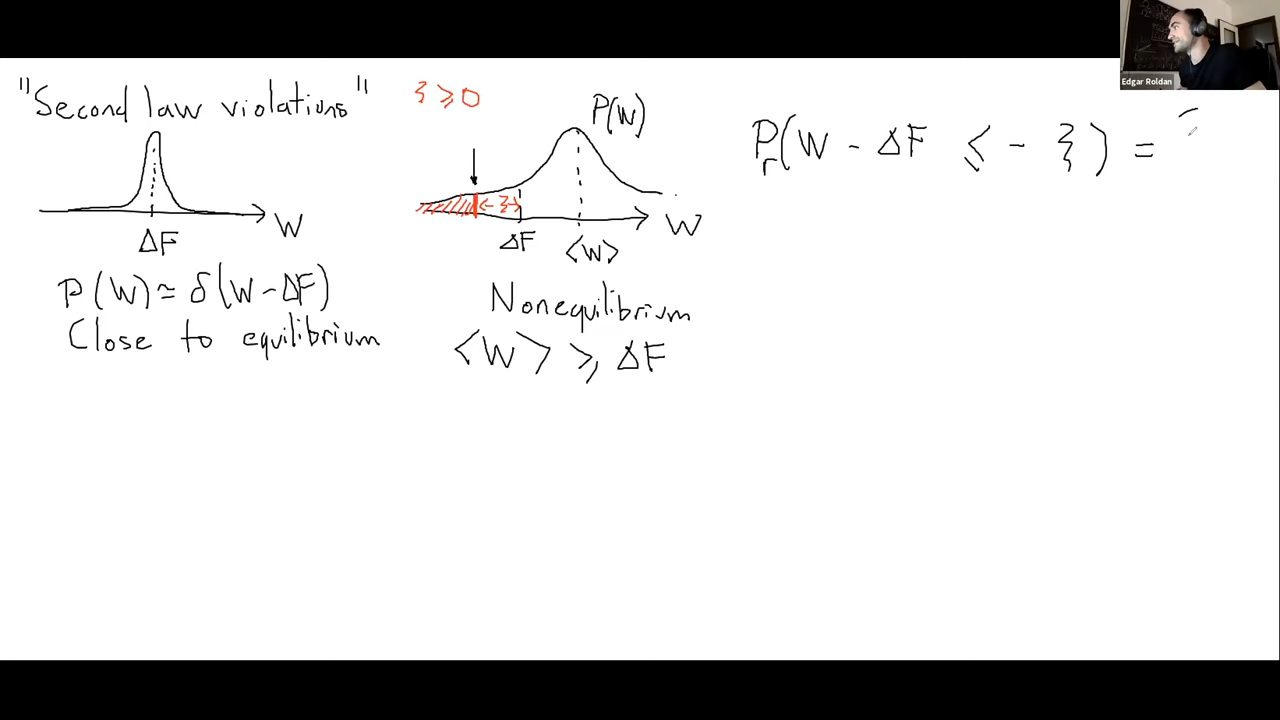 "Second law violations"
ξ ≥ 0
P(W)
Pr(W - ΔF ≤ - ξ) =
ξ
W
ΔF
ΔF
⟨W⟩
W
P(W) ≃ δ(W - ΔF)
Close to equilibrium
Nonequilibrium
⟨W⟩ ≥ ΔF
Edgar Roldan